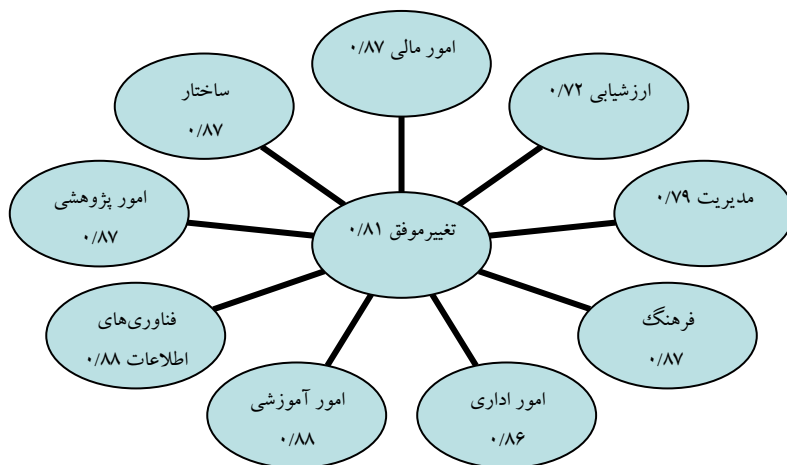 امور مالی ۰/۸۷
ارزشیابی ۰/۷۲
ساختار
۰/۸۷
مدیریت ۰/۷۹
امور پژوهشی
۰/۸۷
تغییرموفق ۰/۸۱
فرهنگ
۰/۸۷
فناوری‌های
اطلاعات ۰/۸۸
امور اداری
۰/۸۶
امور آموزشی
۰/۸۸